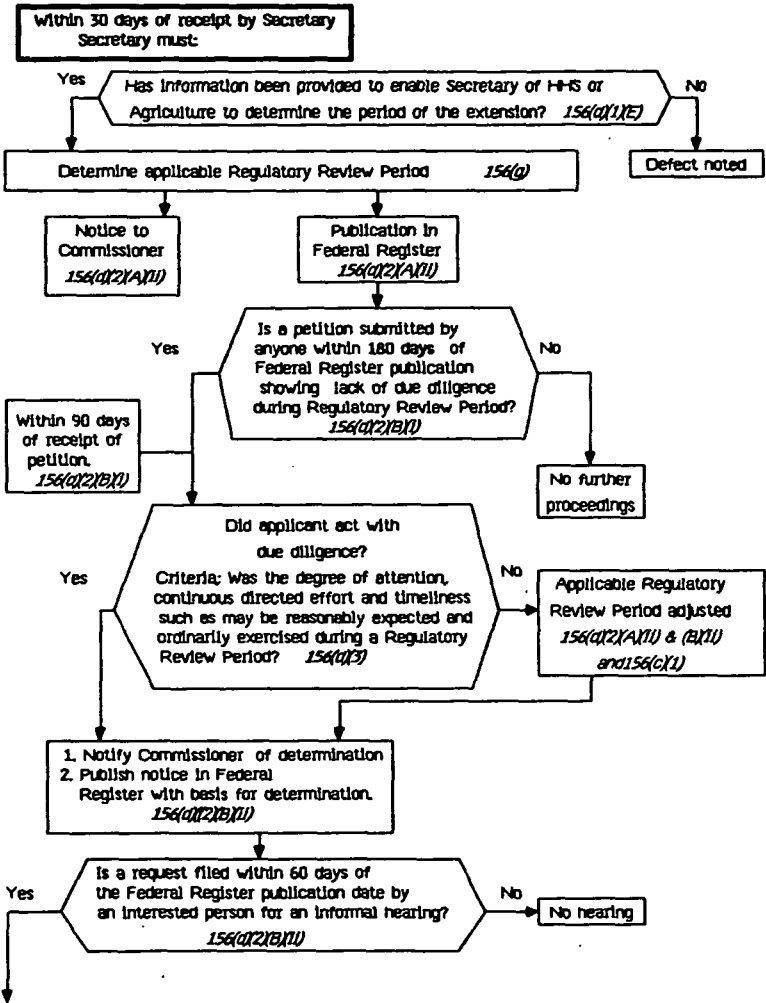 Within 30 days of receipt by Secretary
Secretary must:
Yes
Has information been provided to enable Secretary of HHS or
Agriculture to determine the period of the extension? 156(d)(1)(E)
No
Determine applicable Regulatory Review Period 156(g)
Defect noted
Notice to
Commissioner
156(d)(2)(A)(ii)
Publication in
Federal Register
156(d)(2)(A)(ii)
Yes
Is a petition submitted by
anyone within 180 days of
Federal Register publication
showing lack of due diligence
during Regulatory Review Period?
156(d)(2)(B)(i)
No
Within 90 days
of receipt of
petition.
156(d)(2)(B)(i)
No further
proceedings
Did applicant act with
due diligence?
Yes
Criteria: Was the degree of attention,
continuous directed effort and timeliness
such as may be reasonably expected and
ordinarily exercised during a Regulatory
Review Period? 156(d)(3)
No
Applicable Regulatory
Review Period adjusted
156(d)(2)(A)(ii) & (B)(ii)
and156(c)(1)
1. Notify Commissioner of determination
2. Publish notice in Federal
Register with basis for determination.
156(d)(2)(B)(ii)
Yes
Is a request filed within 60 days of
the Federal Register publication date by
an interested person for an informal hearing?
156(d)(2)(B)(ii)
No
No hearing